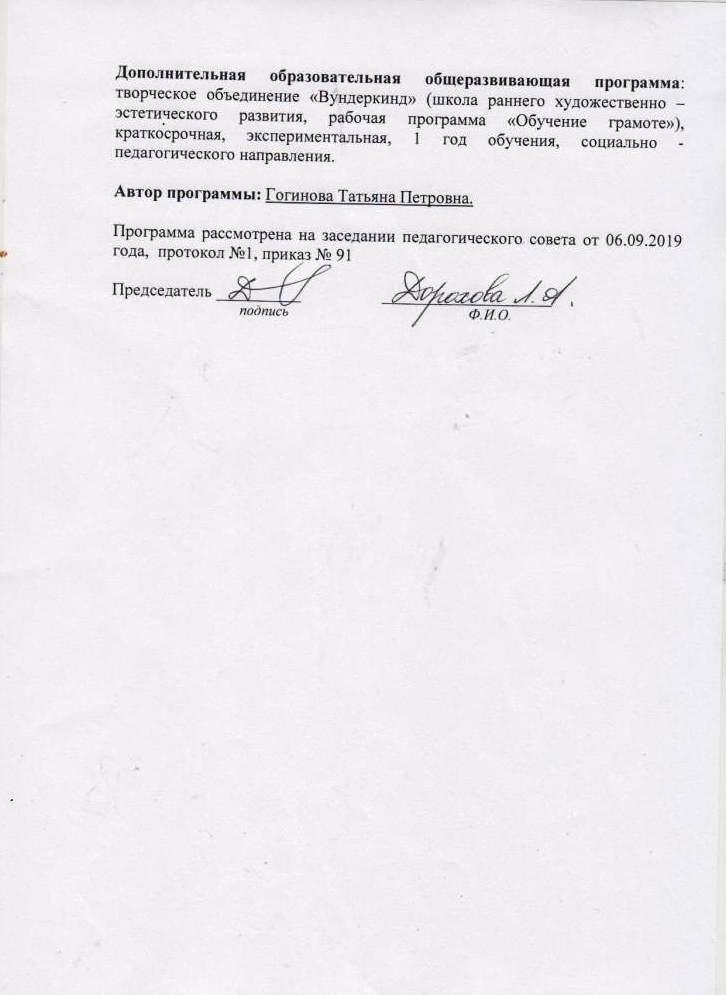 Дополнительная образовательная общеразвивающая программа:
творческое объединение «Вундеркинд» (школа раннего художественно –
эстетического развития, рабочая программа «Обучение грамоте»),
краткосрочная, экспериментальная, 1 год обучения, социально -
педагогического направления.
Автор программы: Гогинова Татьяна Петровна.
Программа рассмотрена на заседании педагогического совета от 06.09.2019
года, протокол №1, приказ № 91
Председатель Дорохова Л.А.
подпись Ф.И.О.